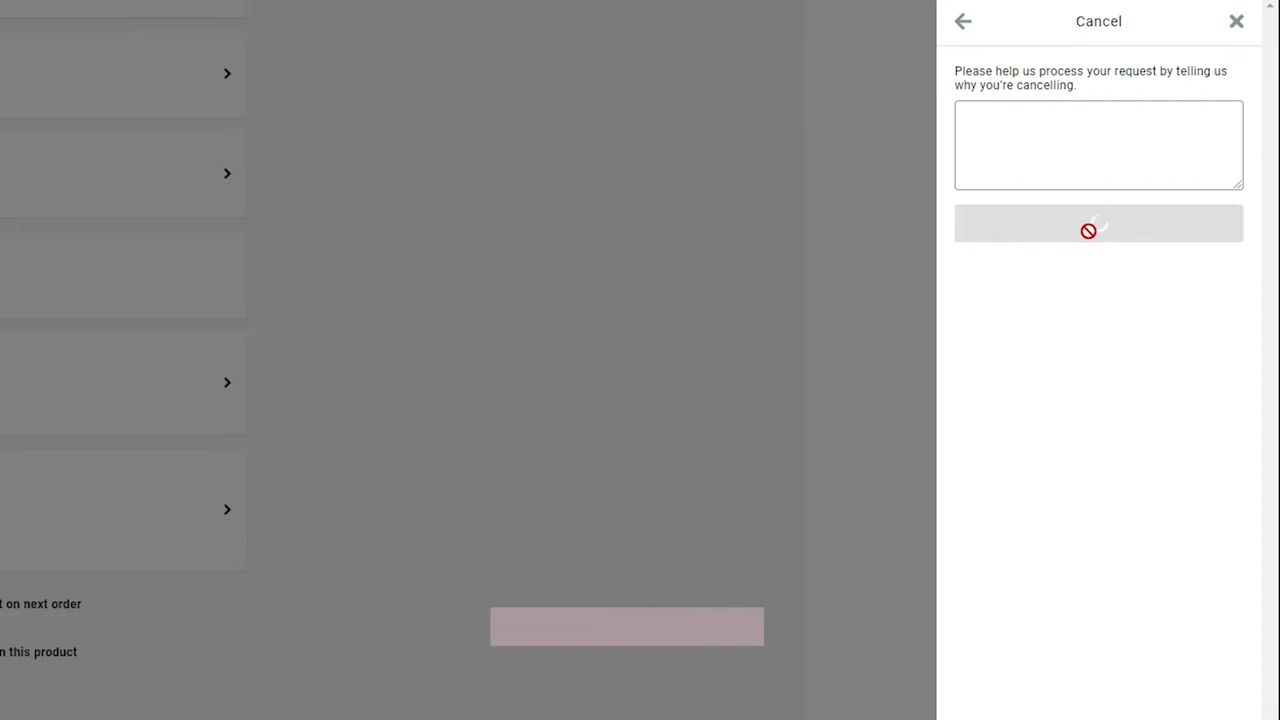 Cancel
Please help us process your request by telling us
why you're cancelling.
t on next order
n this product